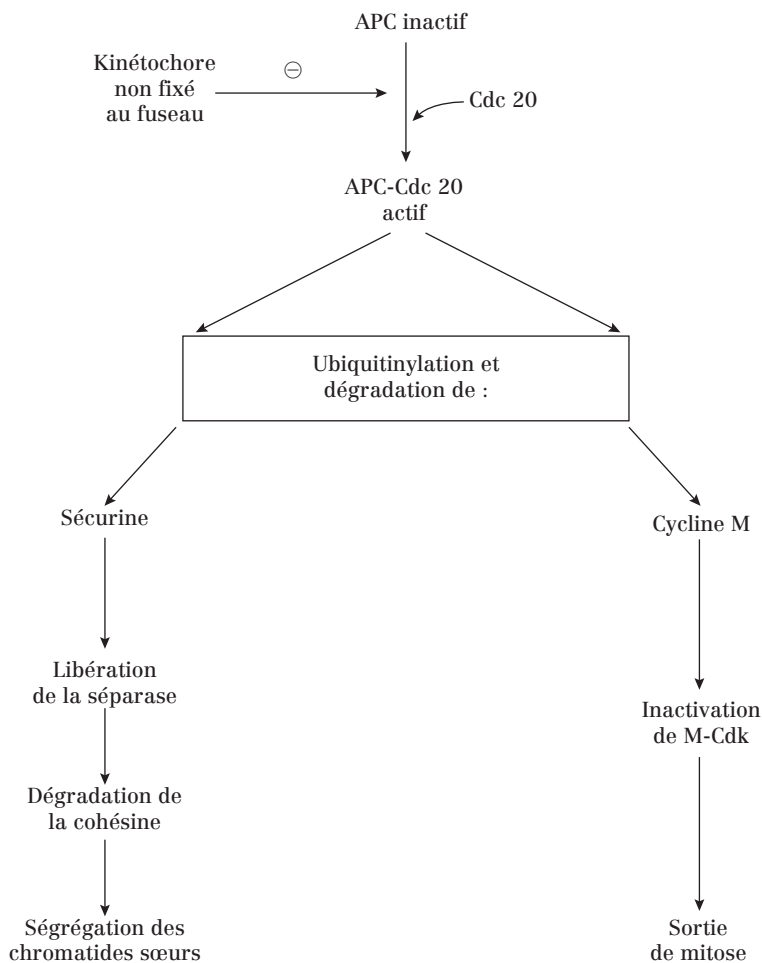 APC inactif
Kinétochore
non fixé
au fuseau
⊖
Cdc 20
APC-Cdc 20
actif
Ubiquitinylation et
dégradation de :
Sécurine
Cycline M
Libération
de la séparase
Inactivation
de M-Cdk
Dégradation de
la cohésine
Ségrégation des
chromatides sœurs
Sortie
de mitose